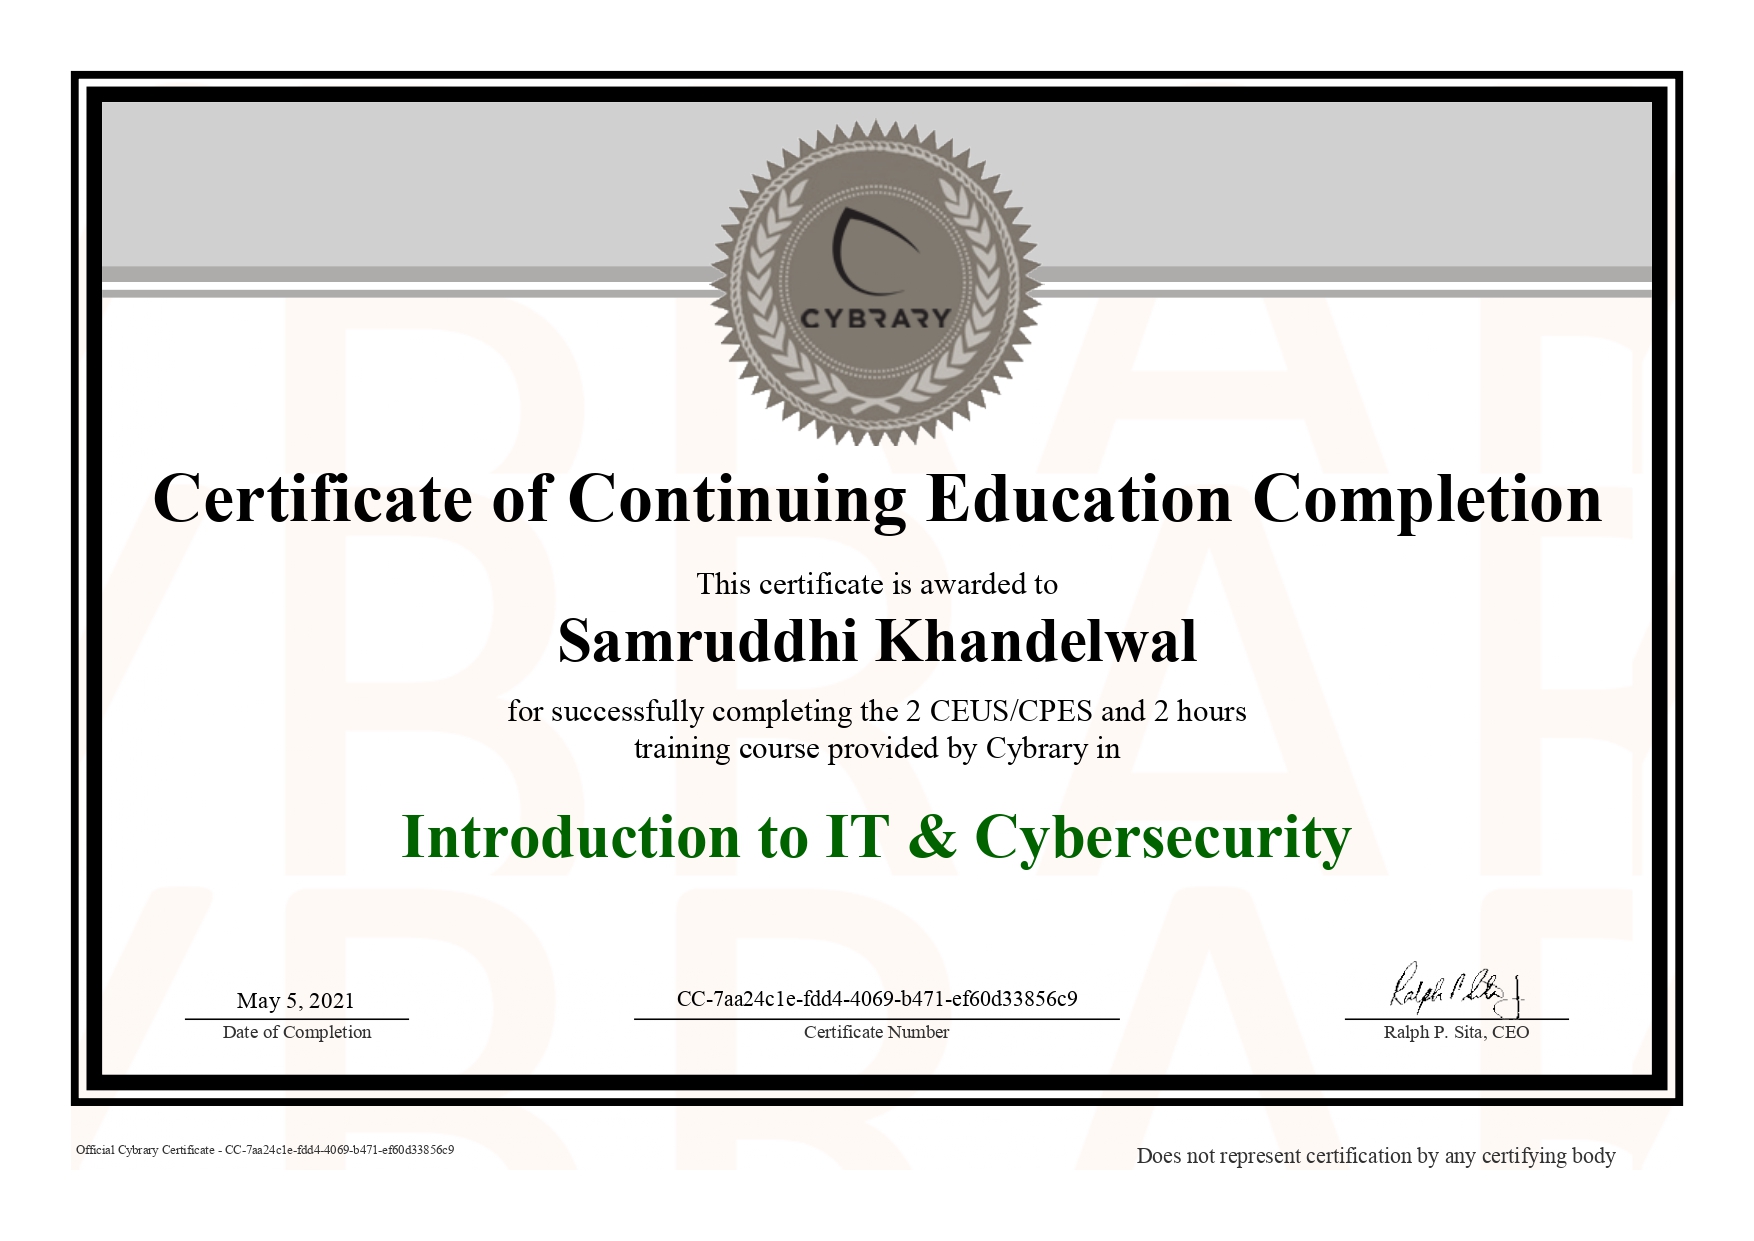 CYBRARY
Certificate of Continuing Education Completion
This certificate is awarded to
Samruddhi Khandelwal
for successfully completing the 2 CEUS/CPES and 2 hours
training course provided by Cybrary in
Introduction to IT & Cybersecurity
May 5, 2021
Date of Completion
CC-7aa24c1e-fdd4-4069-b471-ef60d33856c9
Certificate Number
Ralph P. Sita, CEO
Official Cybrary Certificate - CC-7aa24c1e-fdd4-4069-b471-ef60d33856c9
Does not represent certification by any certifying body